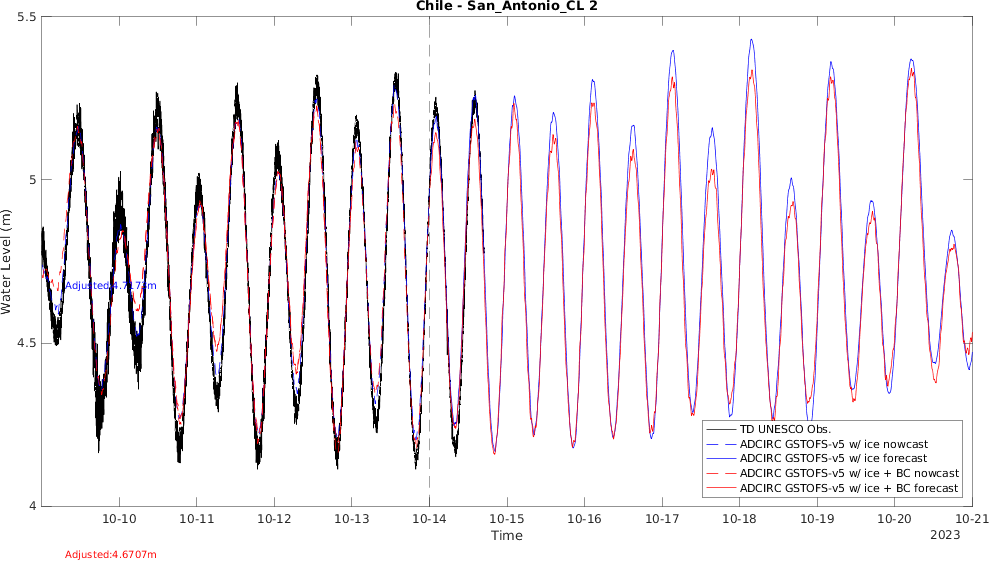 Chile - San_Antonio_CL 2
5.5
5
4.5
4
Water Level (m)
TD UNESCO Obs.
ADCIRC GSTOFS-v5 w/ ice nowcast
ADCIRC GSTOFS-v5 w/ ice forecast
ADCIRC GSTOFS-v5 w/ ice + BC nowcast
ADCIRC GSTOFS-v5 w/ ice + BC forecast
10-10 10-11 10-12 10-13 10-14 10-15 10-16 10-17 10-18 10-19 10-20 10-21
Time
2023
Adjusted:4.6707m